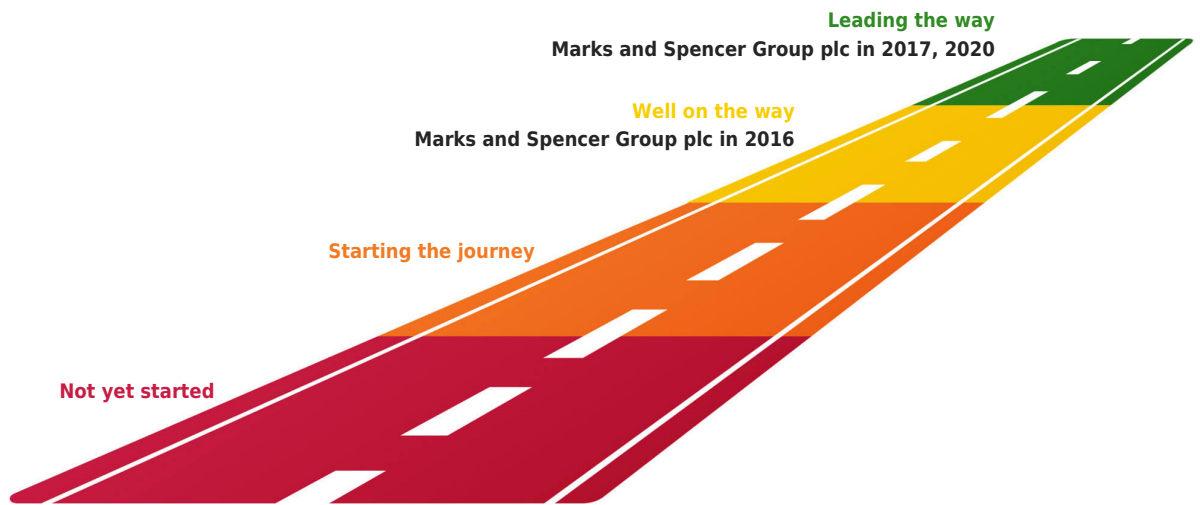 Leading the way
Marks and Spencer Group plc in 2017, 2020
Well on the way
Marks and Spencer Group plc in 2016
Starting the journey
Not yet started